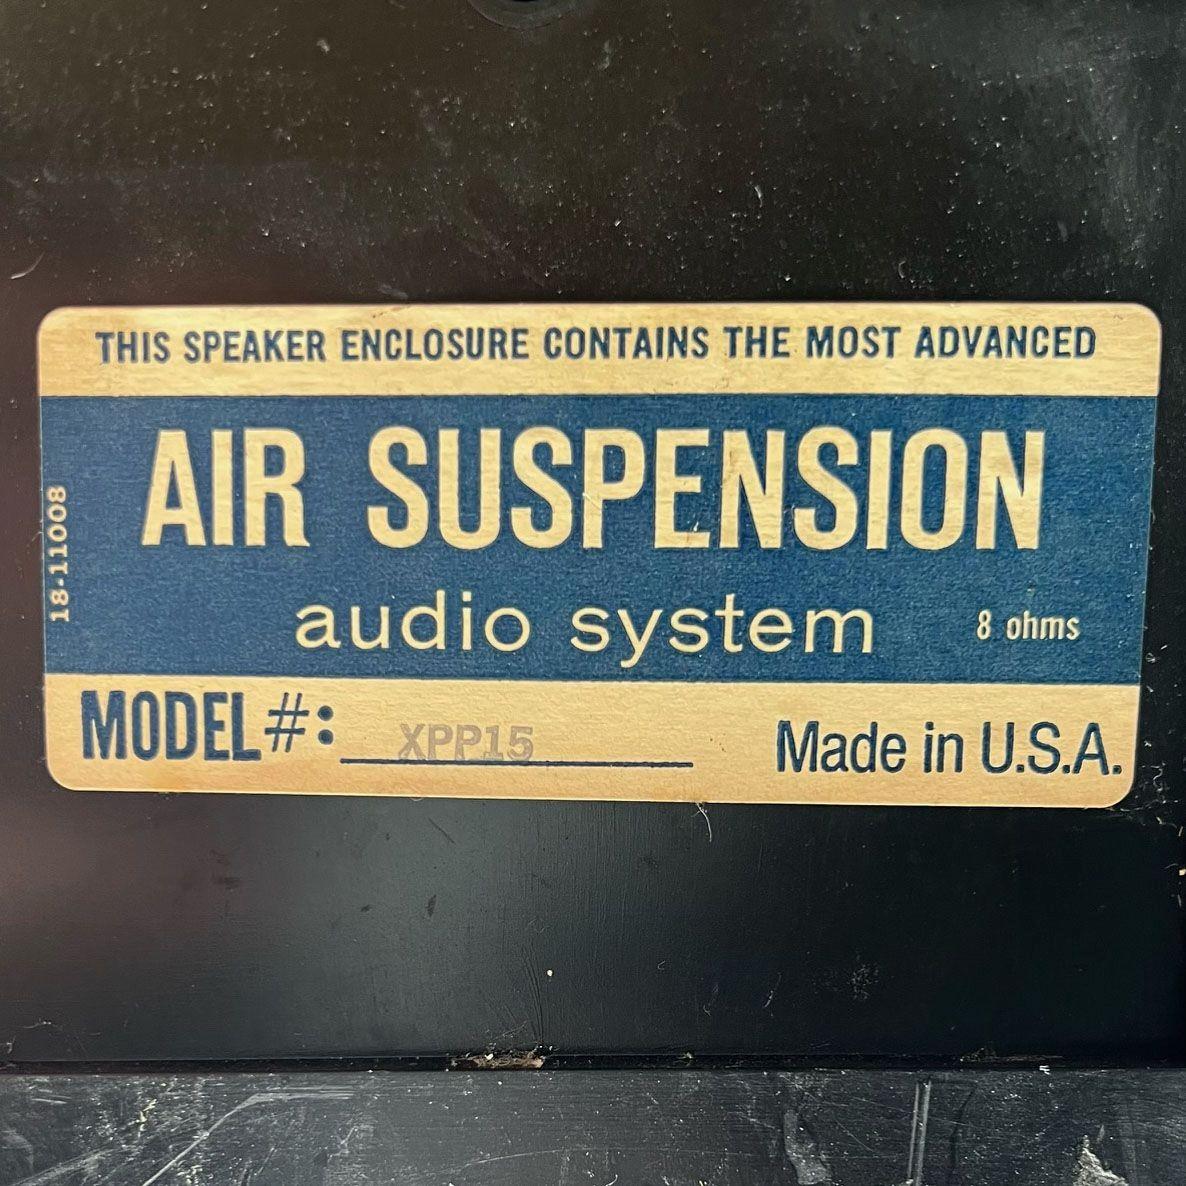 THIS SPEAKER ENCLOSURE CONTAINS THE MOST ADVANCED
AIR SUSPENSION
audio system
8 ohms
18-11008
MODEL #: XPP15
Made in U.S.A.